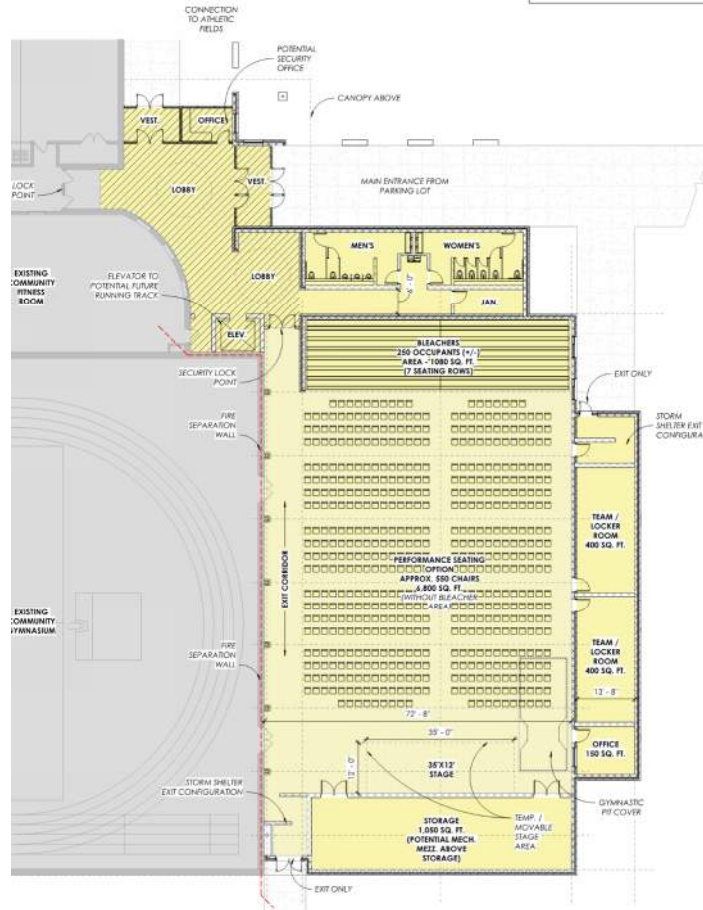 CONNECTION
TO ATHLETIC
FIELDS
POTENTIAL
SECURITY
OFFICE
CANOPY ABOVE
VEST.
OFFICE
LOCK
POINT
LOBBY
VEST.
MAIN ENTRANCE FROM
PARKING LOT
MEN'S
WOMEN'S
EXISTING
COMMUNITY
FITNESS
ROOM
ELEVATOR TO
POTENTIAL FUTURE
RUNNING TRACK
LOBBY
6' - 0"
JAN.
ELEV.
BLEACHERS
250 OCCUPANTS (+/-)
AREA ~1080 SQ. FT.
(7 SEATING ROWS)
SECURITY LOCK
POINT
EXIT ONLY
FIRE
SEPARATION
WALL
STORM
SHELTER EXIT
CONFIGURA
TEAM /
LOCKER
ROOM
400 SQ. FT.
EXIT CORRIDOR
PERFORMANCE SEATING
OPTION
APPROX. 550 CHAIRS
6,800 SQ. FT.
(WITHOUT BLEACHER
AREA)
EXISTING
COMMUNITY
GYMNASIUM
FIRE
SEPARATION
WALL
TEAM /
LOCKER
ROOM
400 SQ. FT.
13' - 8"
72' - 8"
35' - 0"
OFFICE
150 SQ. FT.
12' - 0"
35'X12'
STAGE
STORM SHELTER
EXIT CONFIGURATION
GYMNASTIC
PIT COVER
STORAGE
1,050 SQ. FT.
(POTENTIAL MECH.
MEZZ. ABOVE
STORAGE)
TEMP. /
MOVABLE
STAGE
AREA
EXIT ONLY